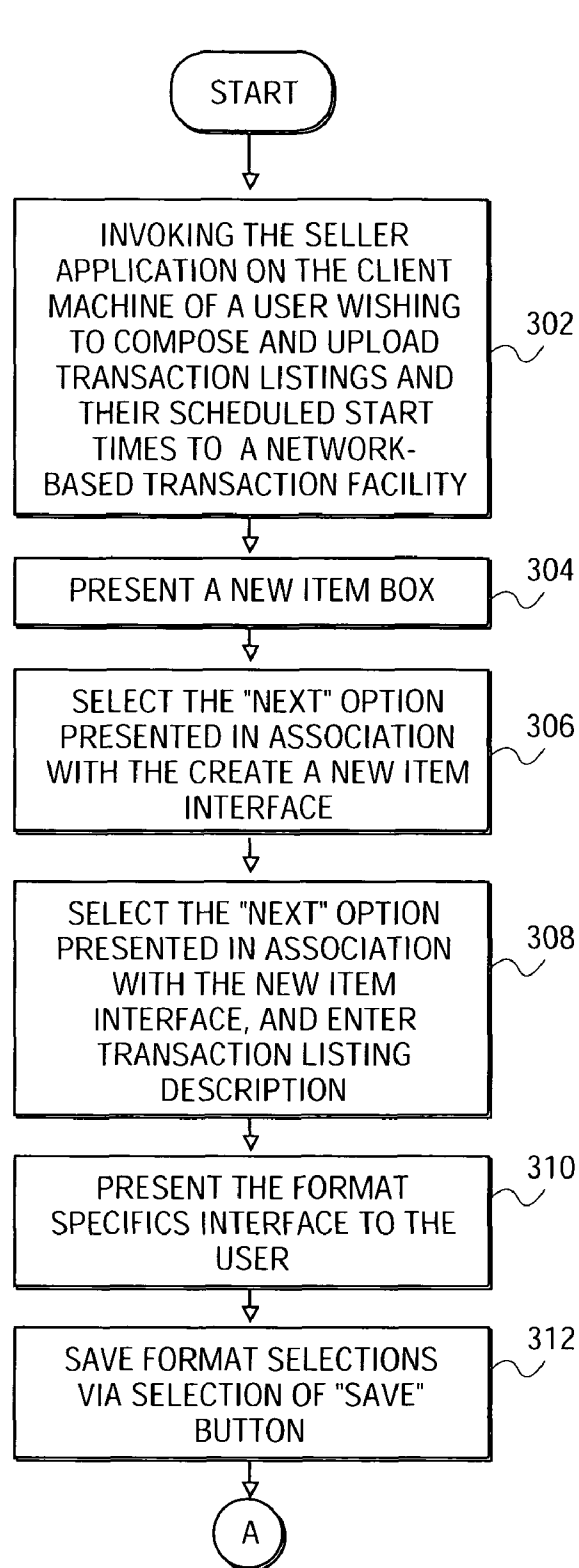 START
INVOKING THE SELLER
APPLICATION ON THE CLIENT
MACHINE OF A USER WISHING
TO COMPOSE AND UPLOAD
TRANSACTION LISTINGS AND
THEIR SCHEDULED START
TIMES TO A NETWORK-
BASED TRANSACTION FACILITY
302
PRESENT A NEW ITEM BOX
304
SELECT THE "NEXT" OPTION
PRESENTED IN ASSOCIATION
WITH THE CREATE A NEW ITEM
INTERFACE
306
SELECT THE "NEXT" OPTION
PRESENTED IN ASSOCIATION
WITH THE NEW ITEM
INTERFACE, AND ENTER
TRANSACTION LISTING
DESCRIPTION
308
PRESENT THE FORMAT
SPECIFICS INTERFACE TO THE
USER
310
SAVE FORMAT SELECTIONS
VIA SELECTION OF "SAVE"
BUTTON
312
A